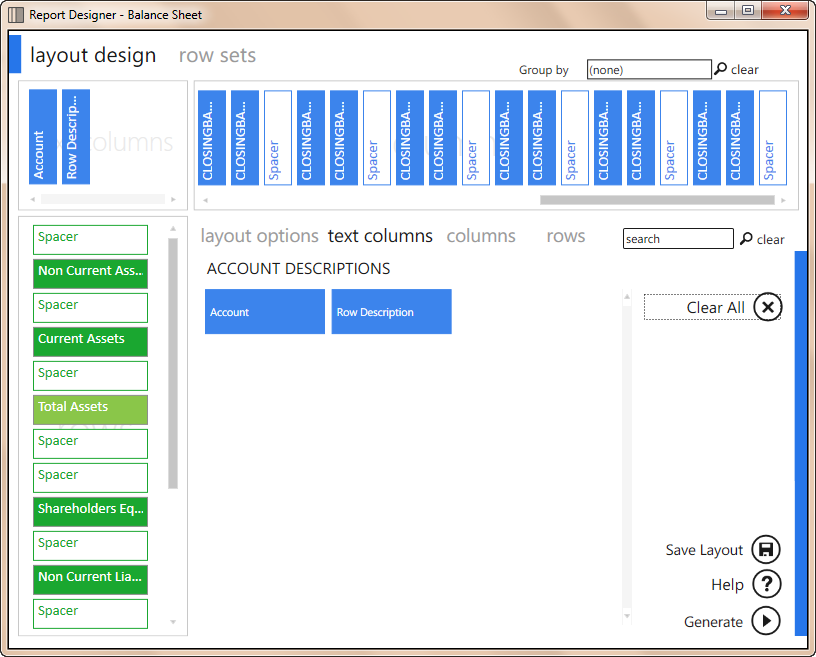 Report Designer - Balance Sheet
layout design row sets
Group by (none) clear
Account
Row Descrip...
columns
CLOSINGBA...
CLOSINGBA...
Spacer
CLOSINGBA...
CLOSINGBA...
Spacer
CLOSINGBA...
CLOSINGBA...
Spacer
CLOSINGBA...
CLOSINGBA...
Spacer
CLOSINGBA...
CLOSINGBA...
Spacer
CLOSINGBA...
CLOSINGBA...
Spacer
layout options text columns columns rows search clear
ACCOUNT DESCRIPTIONS
Account Row Description
Clear All
Spacer
Non Current Ass...
Spacer
Current Assets
Spacer
Total Assets
Spacer
Spacer
Shareholders Eq...
Spacer
Non Current Lia...
Spacer
Save Layout
Help ?
Generate